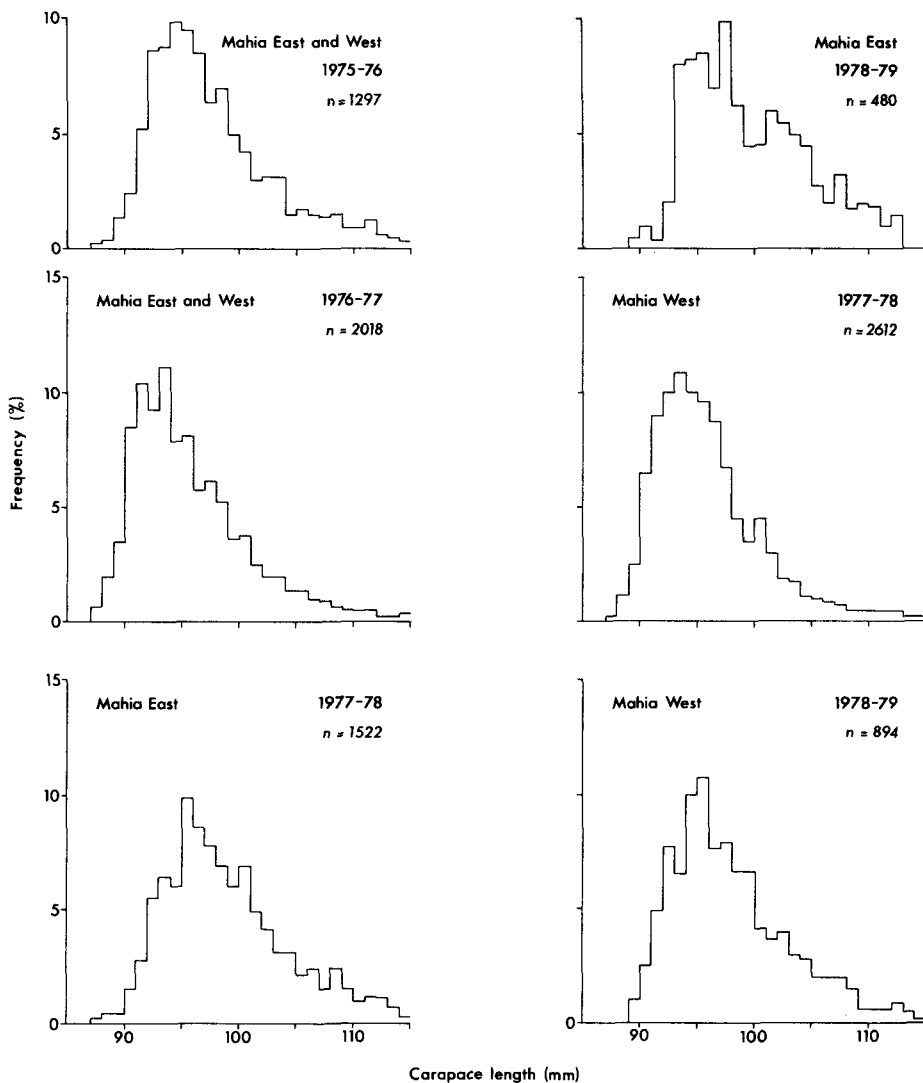 10
Mahia East and West
1975-76
n = 1297
5
0
Mahia East
1978-79
n = 480
15
Mahia East and West 1976-77
n = 2018
10
5
0
Mahia West 1977-78
n = 2612
Frequency (%)
15
Mahia East 1977-78
n = 1522
10
5
0
90 100 110
Mahia West 1978-79
n = 894
0
90 100 110
Carapace length (mm)